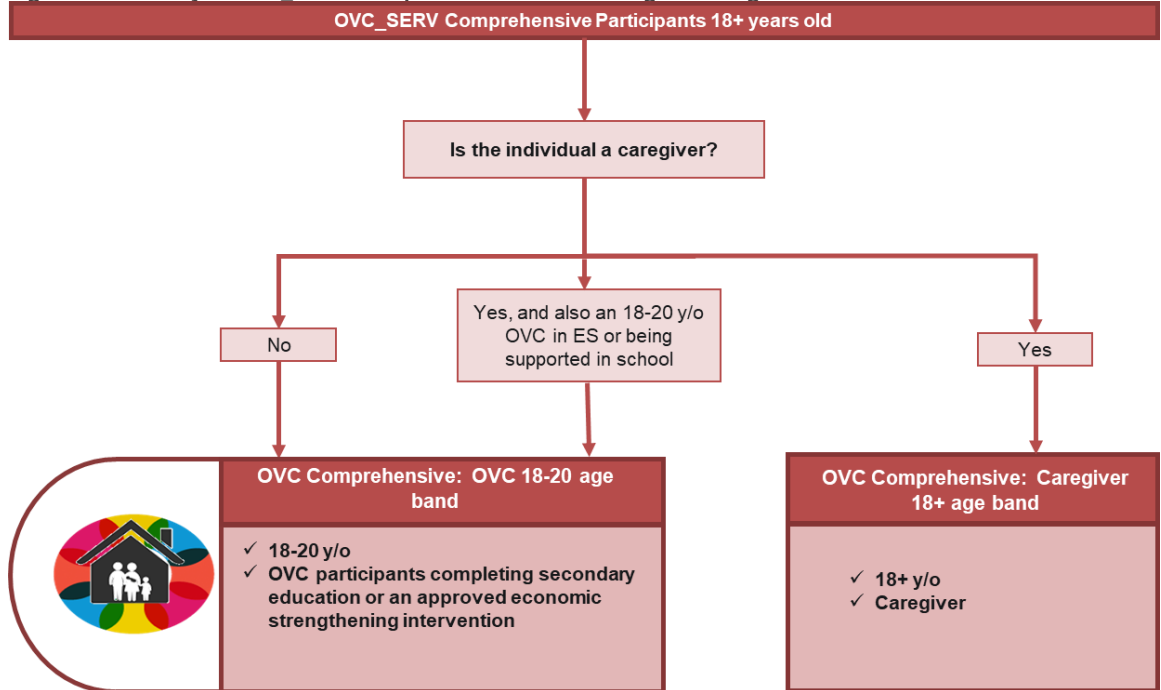 OVC_SERV Comprehensive Participants 18+ years old
Is the individual a caregiver?
No
Yes, and also an 18-20 y/o
OVC in ES or being
supported in school
Yes
OVC Comprehensive: OVC 18-20 age
band
✓ 18-20 y/o
✓ OVC participants completing secondary
education or an approved economic
strengthening intervention
OVC Comprehensive: Caregiver
18+ age band
✓ 18+ y/o
✓ Caregiver